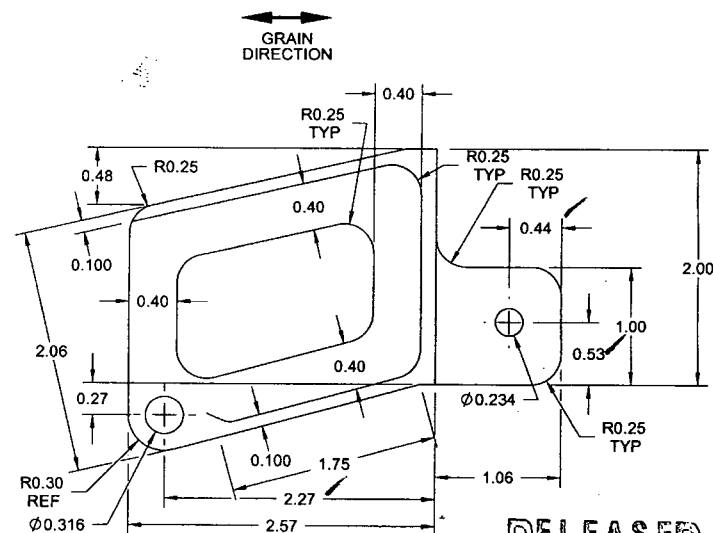 GRAIN
DIRECTION
0.40
R0.25
TYP
R0.25
R0.25
TYP
R0.25
TYP
0.48
0.44
0.40
0.100
2.00
0.40
2.06
1.00
0.53
0.40
0.27
Ø0.234
R0.25
TYP
0.100
1.75
1.06
R0.30
REF
2.27
Ø0.316
2.57
RELEASED